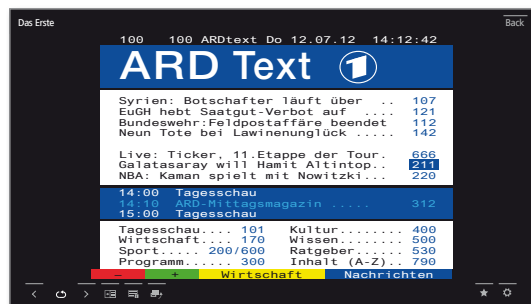 Das Erste
Back
100 100 ARDtext Do 12.07.12 14:12:42
ARD Text 1
Syrien: Botschafter läuft über .. 107
EuGH hebt Saatgut-Verbot auf .... 121
Bundeswehr:Feldpostaffäre beendet 112
Neun Tote bei Lawinenunglück ..... 142
Live: Ticker, 11.Etappe der Tour. 666
Galatasaray will Hamit Altintop.. 211
NBA: Kaman spielt mit Nowitzki... 220
14:00 Tagesschau
14:10 ARD-Mittagsmagazin ..... 312
15:00 Tagesschau
Tagesschau.... 101 Kultur....... 400
Wirtschaft.... 170 Wissen....... 500
Sport..... 200/600 Ratgeber..... 530
Programm...... 300 Inhalt (A-Z).. 790
– + Wirtschaft Nachrichten